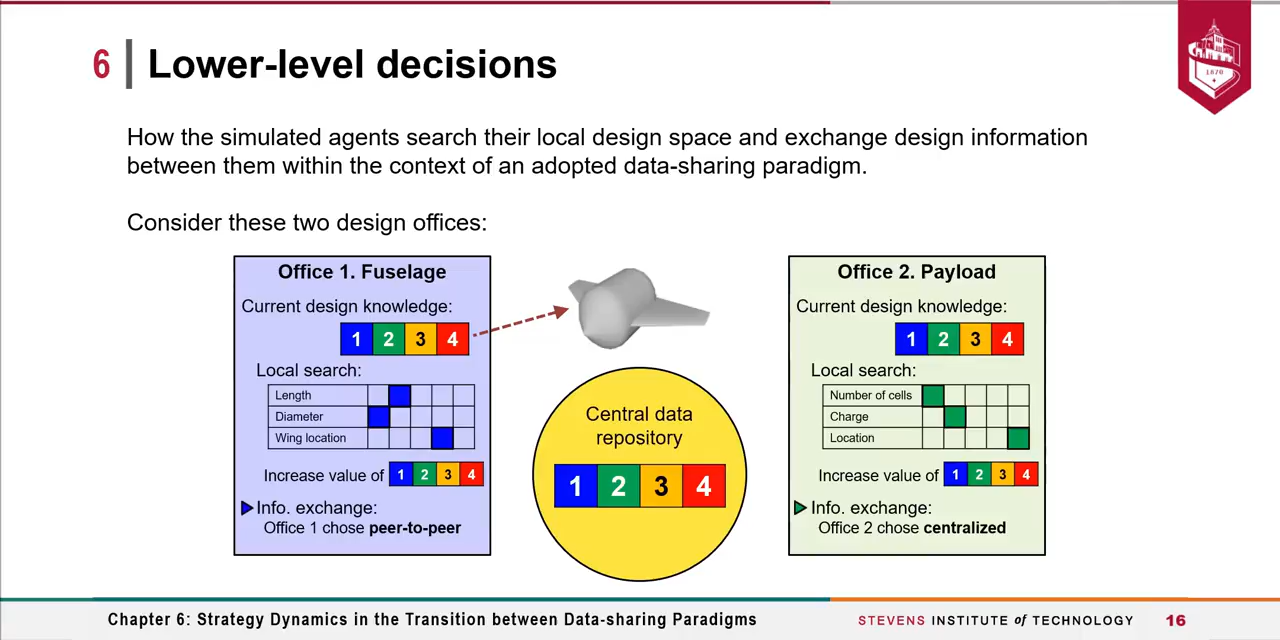 6 Lower-level decisions
1870
How the simulated agents search their local design space and exchange design information
between them within the context of an adopted data-sharing paradigm.
Consider these two design offices:
Office 1. Fuselage
Current design knowledge:
1 2 3 4
Local search:
Length
Diameter
Wing location
Increase value of 1 2 3 4
Info. exchange:
Office 1 chose peer-to-peer
Central data
repository
1 2 3 4
Office 2. Payload
Current design knowledge:
1 2 3 4
Local search:
Number of cells
Charge
Location
Increase value of 1 2 3 4
Info. exchange:
Office 2 chose centralized
Chapter 6: Strategy Dynamics in the Transition between Data-sharing Paradigms
STEVENS INSTITUTE of TECHNOLOGY 16